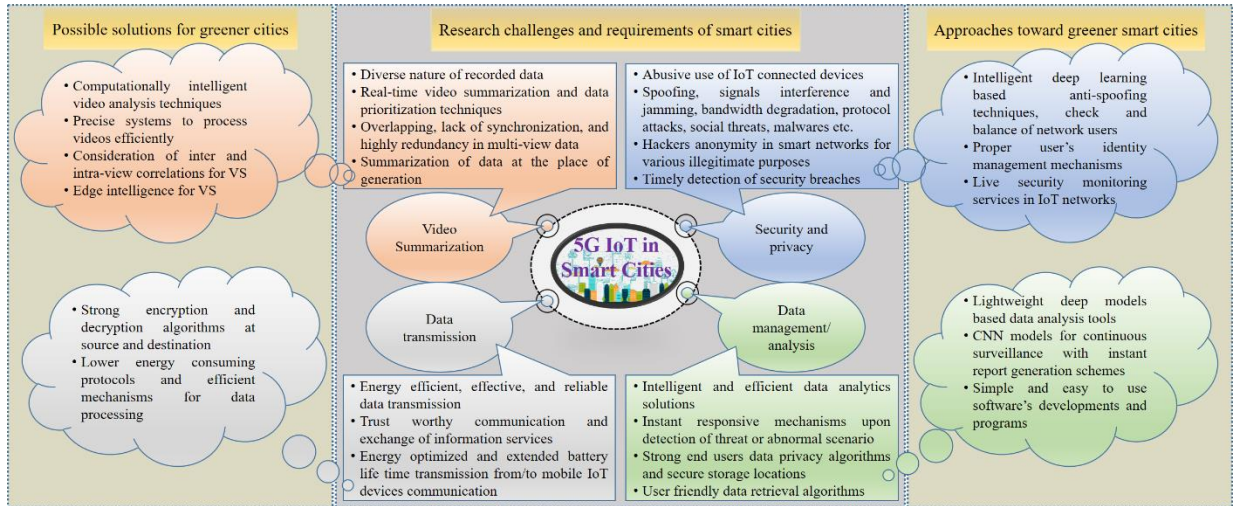 Possible solutions for greener cities
• Computationally intelligent
video analysis techniques
• Precise systems to process
videos efficiently
• Consideration of inter and
intra-view correlations for VS
• Edge intelligence for VS
• Strong encryption and
decryption algorithms at
source and destination
• Lower energy consuming
protocols and efficient
mechanisms for data
processing
Research challenges and requirements of smart cities
• Diverse nature of recorded data
• Real-time video summarization and data
prioritization techniques
• Overlapping, lack of synchronization, and
highly redundancy in multi-view data
• Summarization of data at the place of
generation
• Abusive use of IoT connected devices
• Spoofing, signals interference and
jamming, bandwidth degradation, protocol
attacks, social threats, malwares etc.
• Hackers anonymity in smart networks for
various illegitimate purposes
• Timely detection of security breaches
Video
Summarization
Security and
privacy
5G IoT in
Smart Cities
Data
transmission
Data
management/
analysis
• Energy efficient, effective, and reliable
data transmission
• Trust worthy communication and
exchange of information services
• Energy optimized and extended battery
life time transmission from/to mobile IoT
devices communication
• Intelligent and efficient data analytics
solutions
• Instant responsive mechanisms upon
detection of threat or abnormal scenario
• Strong end users data privacy algorithms
and secure storage locations
• User friendly data retrieval algorithms
Approaches toward greener smart cities
• Intelligent deep learning
based anti-spoofing
techniques, check and
balance of network users
• Proper user's identity
management mechanisms
• Live security monitoring
services in IoT networks
• Lightweight deep models
based data analysis tools
• CNN models for continuous
surveillance with instant
report generation schemes
• Simple and easy to use
software's developments and
programs